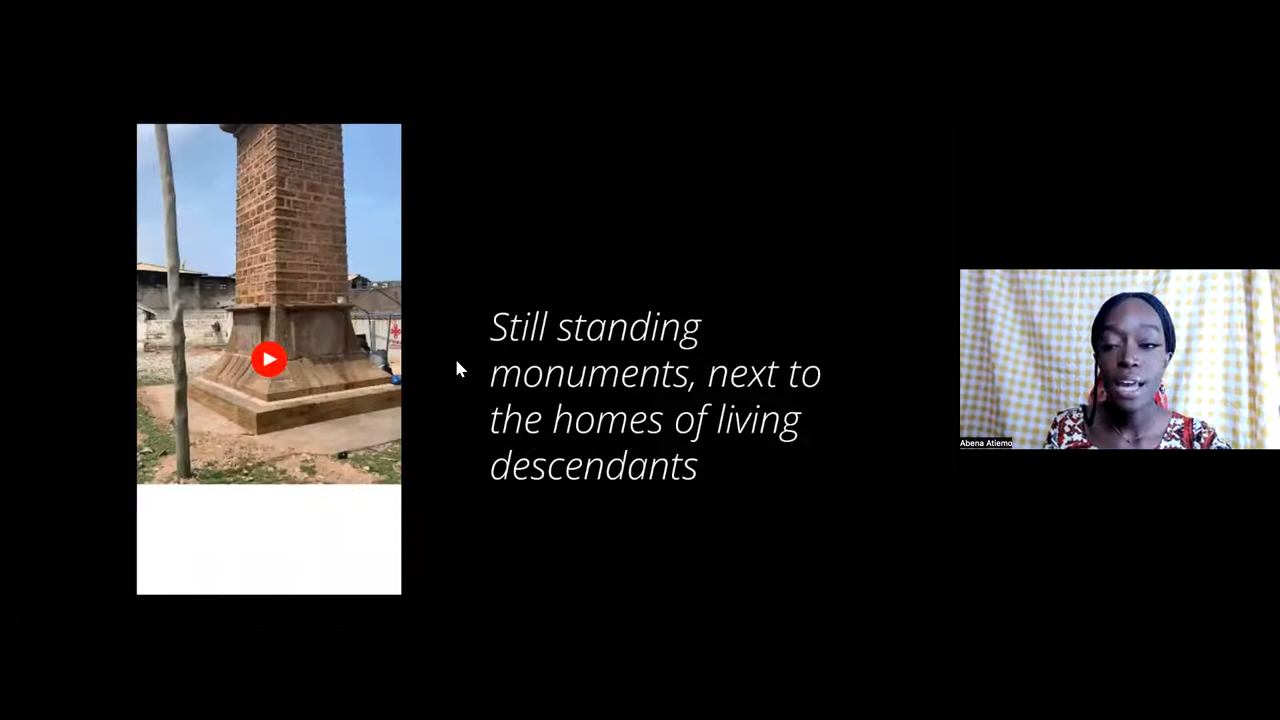 Still standing
monuments, next to
the homes of living
descendants
Abena Atiemo